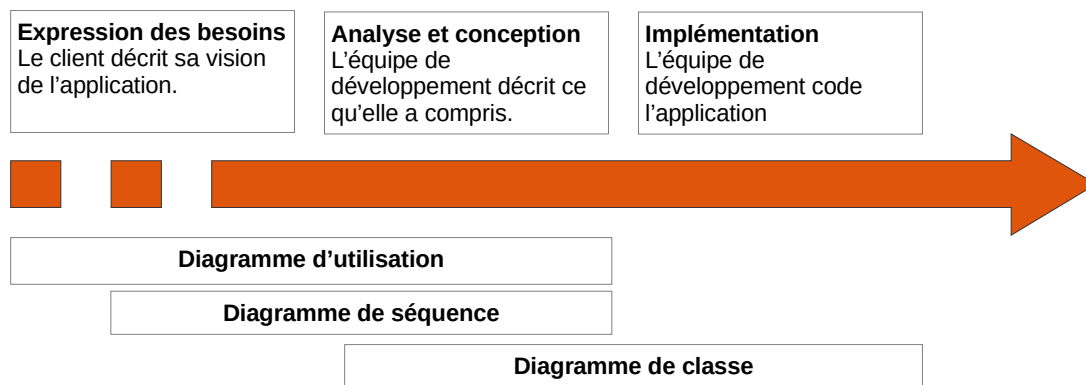 Expression des besoins
Le client décrit sa vision
de l’application.
Analyse et conception
L’équipe de
développement décrit ce
qu’elle a compris.
Implémentation
L’équipe de
développement code
l’application
Diagramme d’utilisation
Diagramme de séquence
Diagramme de classe